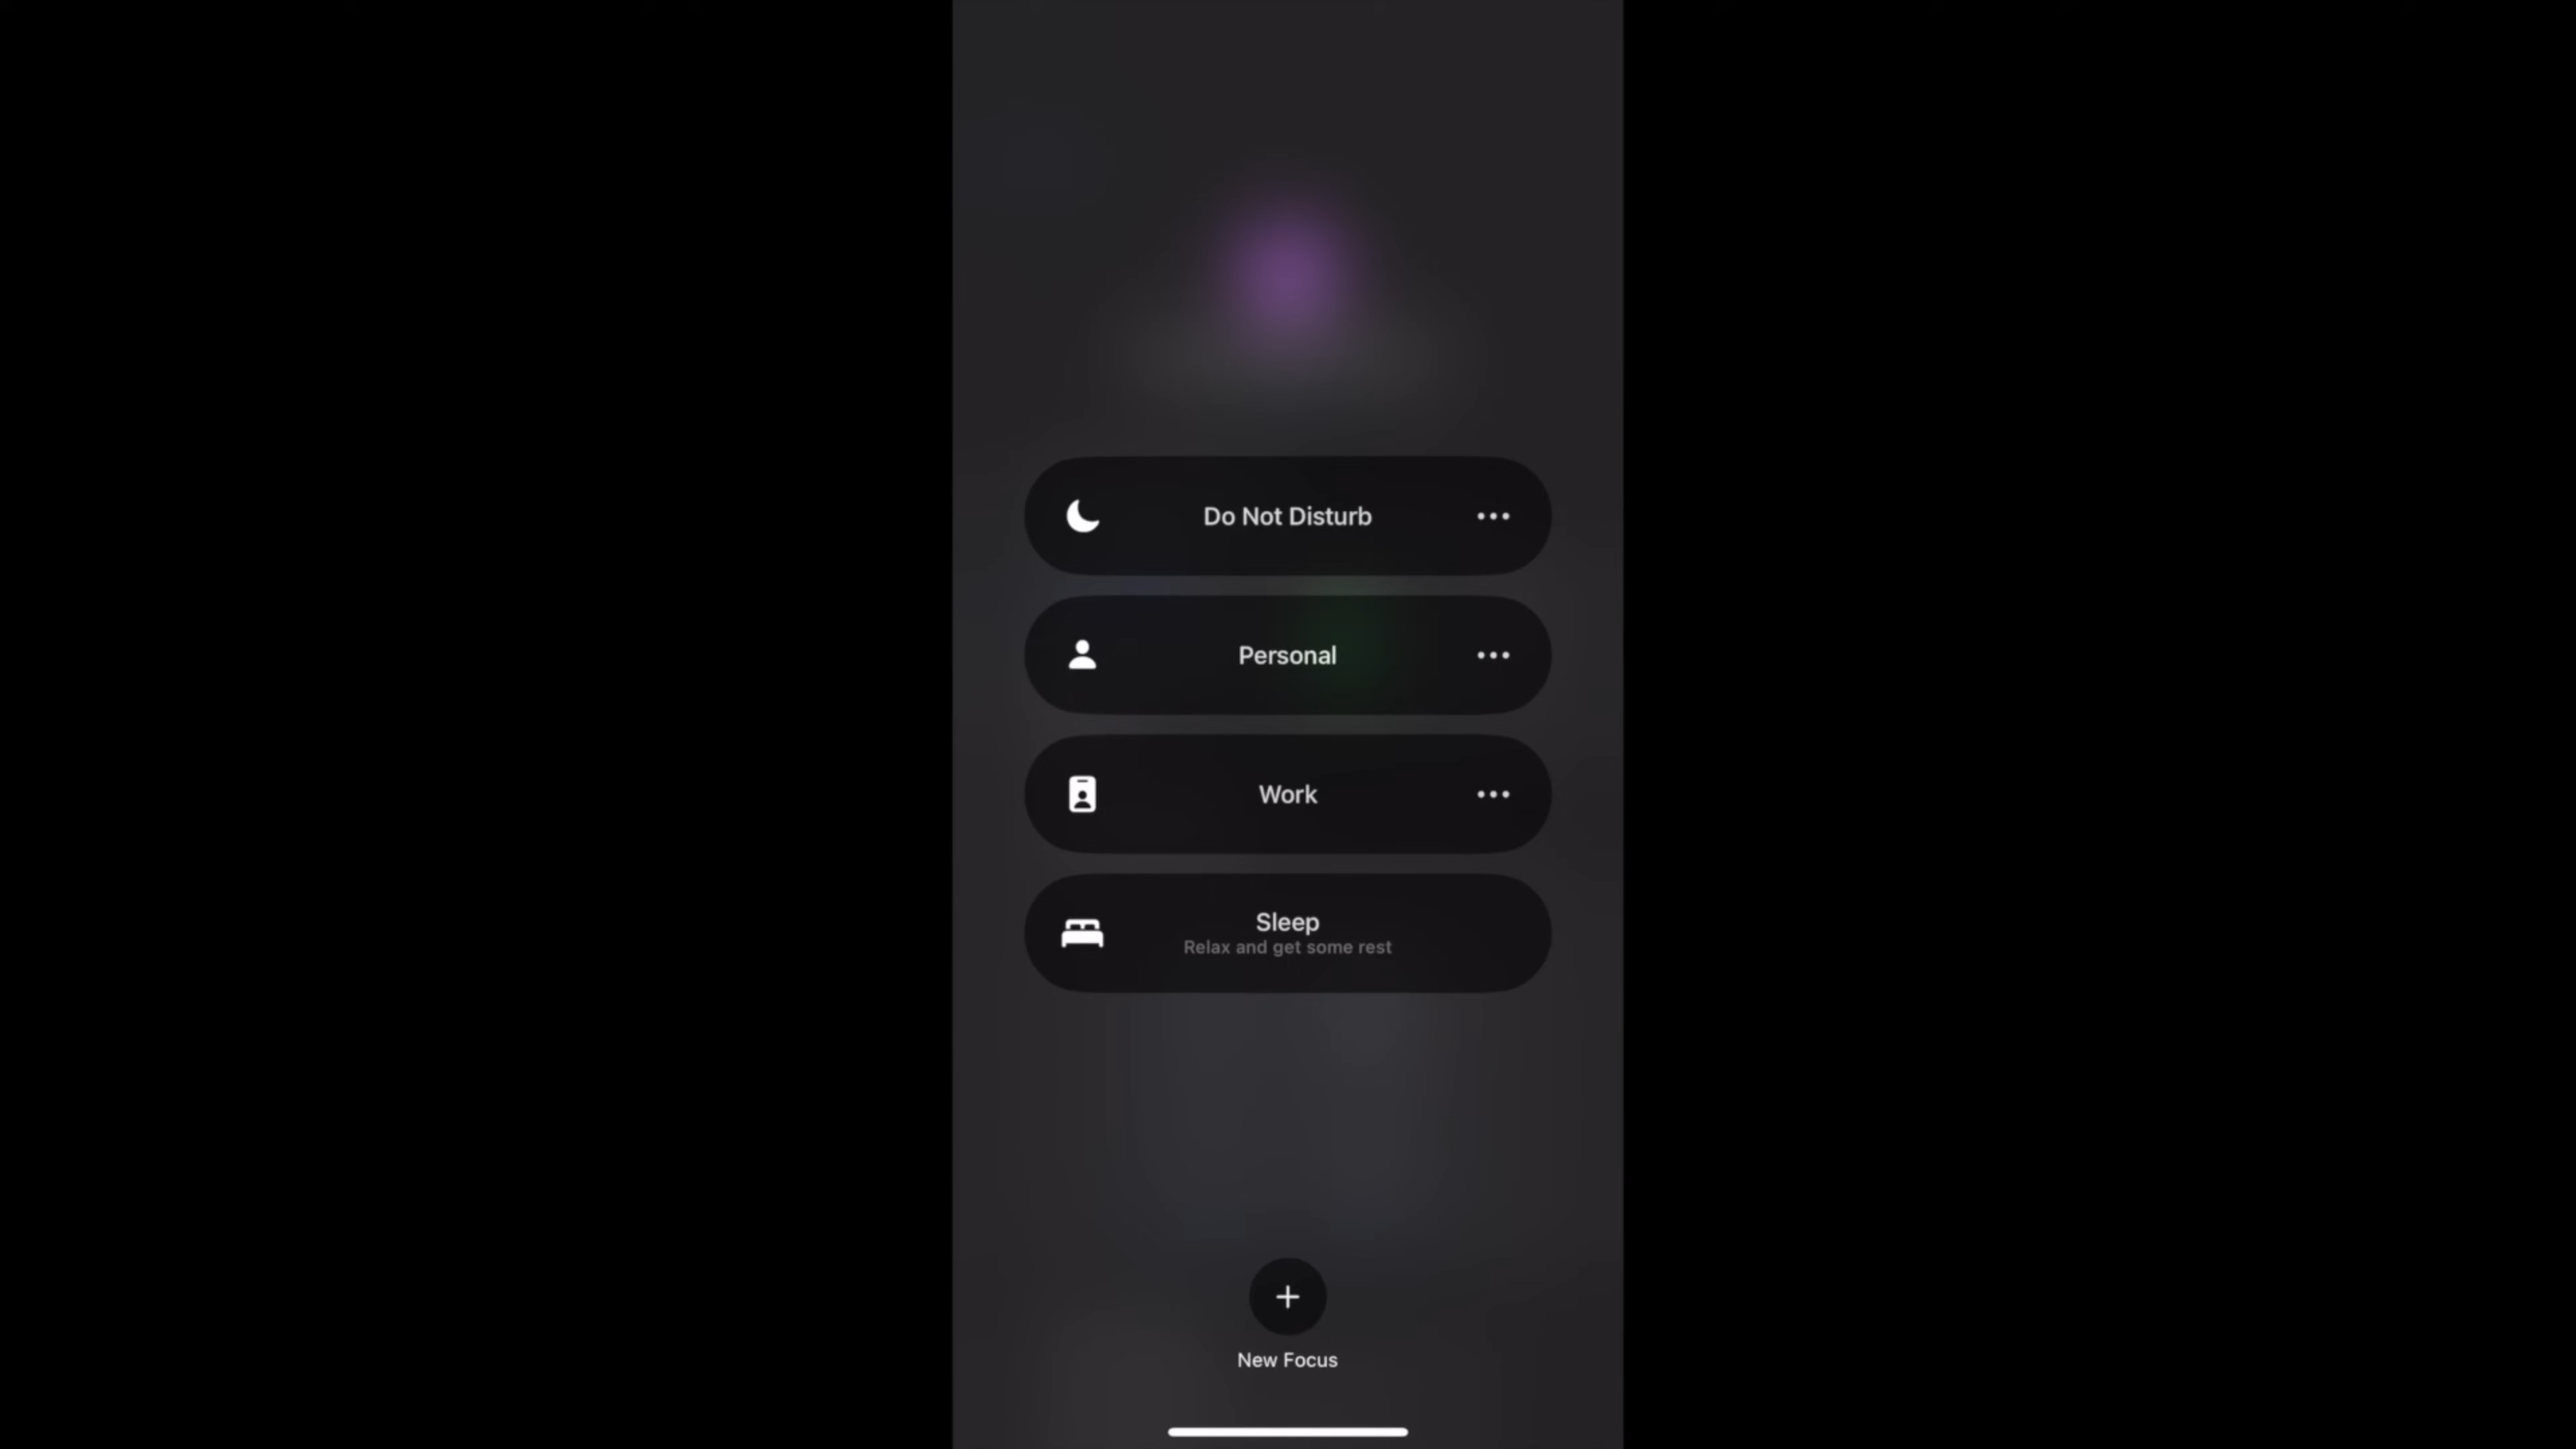 Do Not Disturb
Personal
Work
Sleep
Relax and get some rest
New Focus